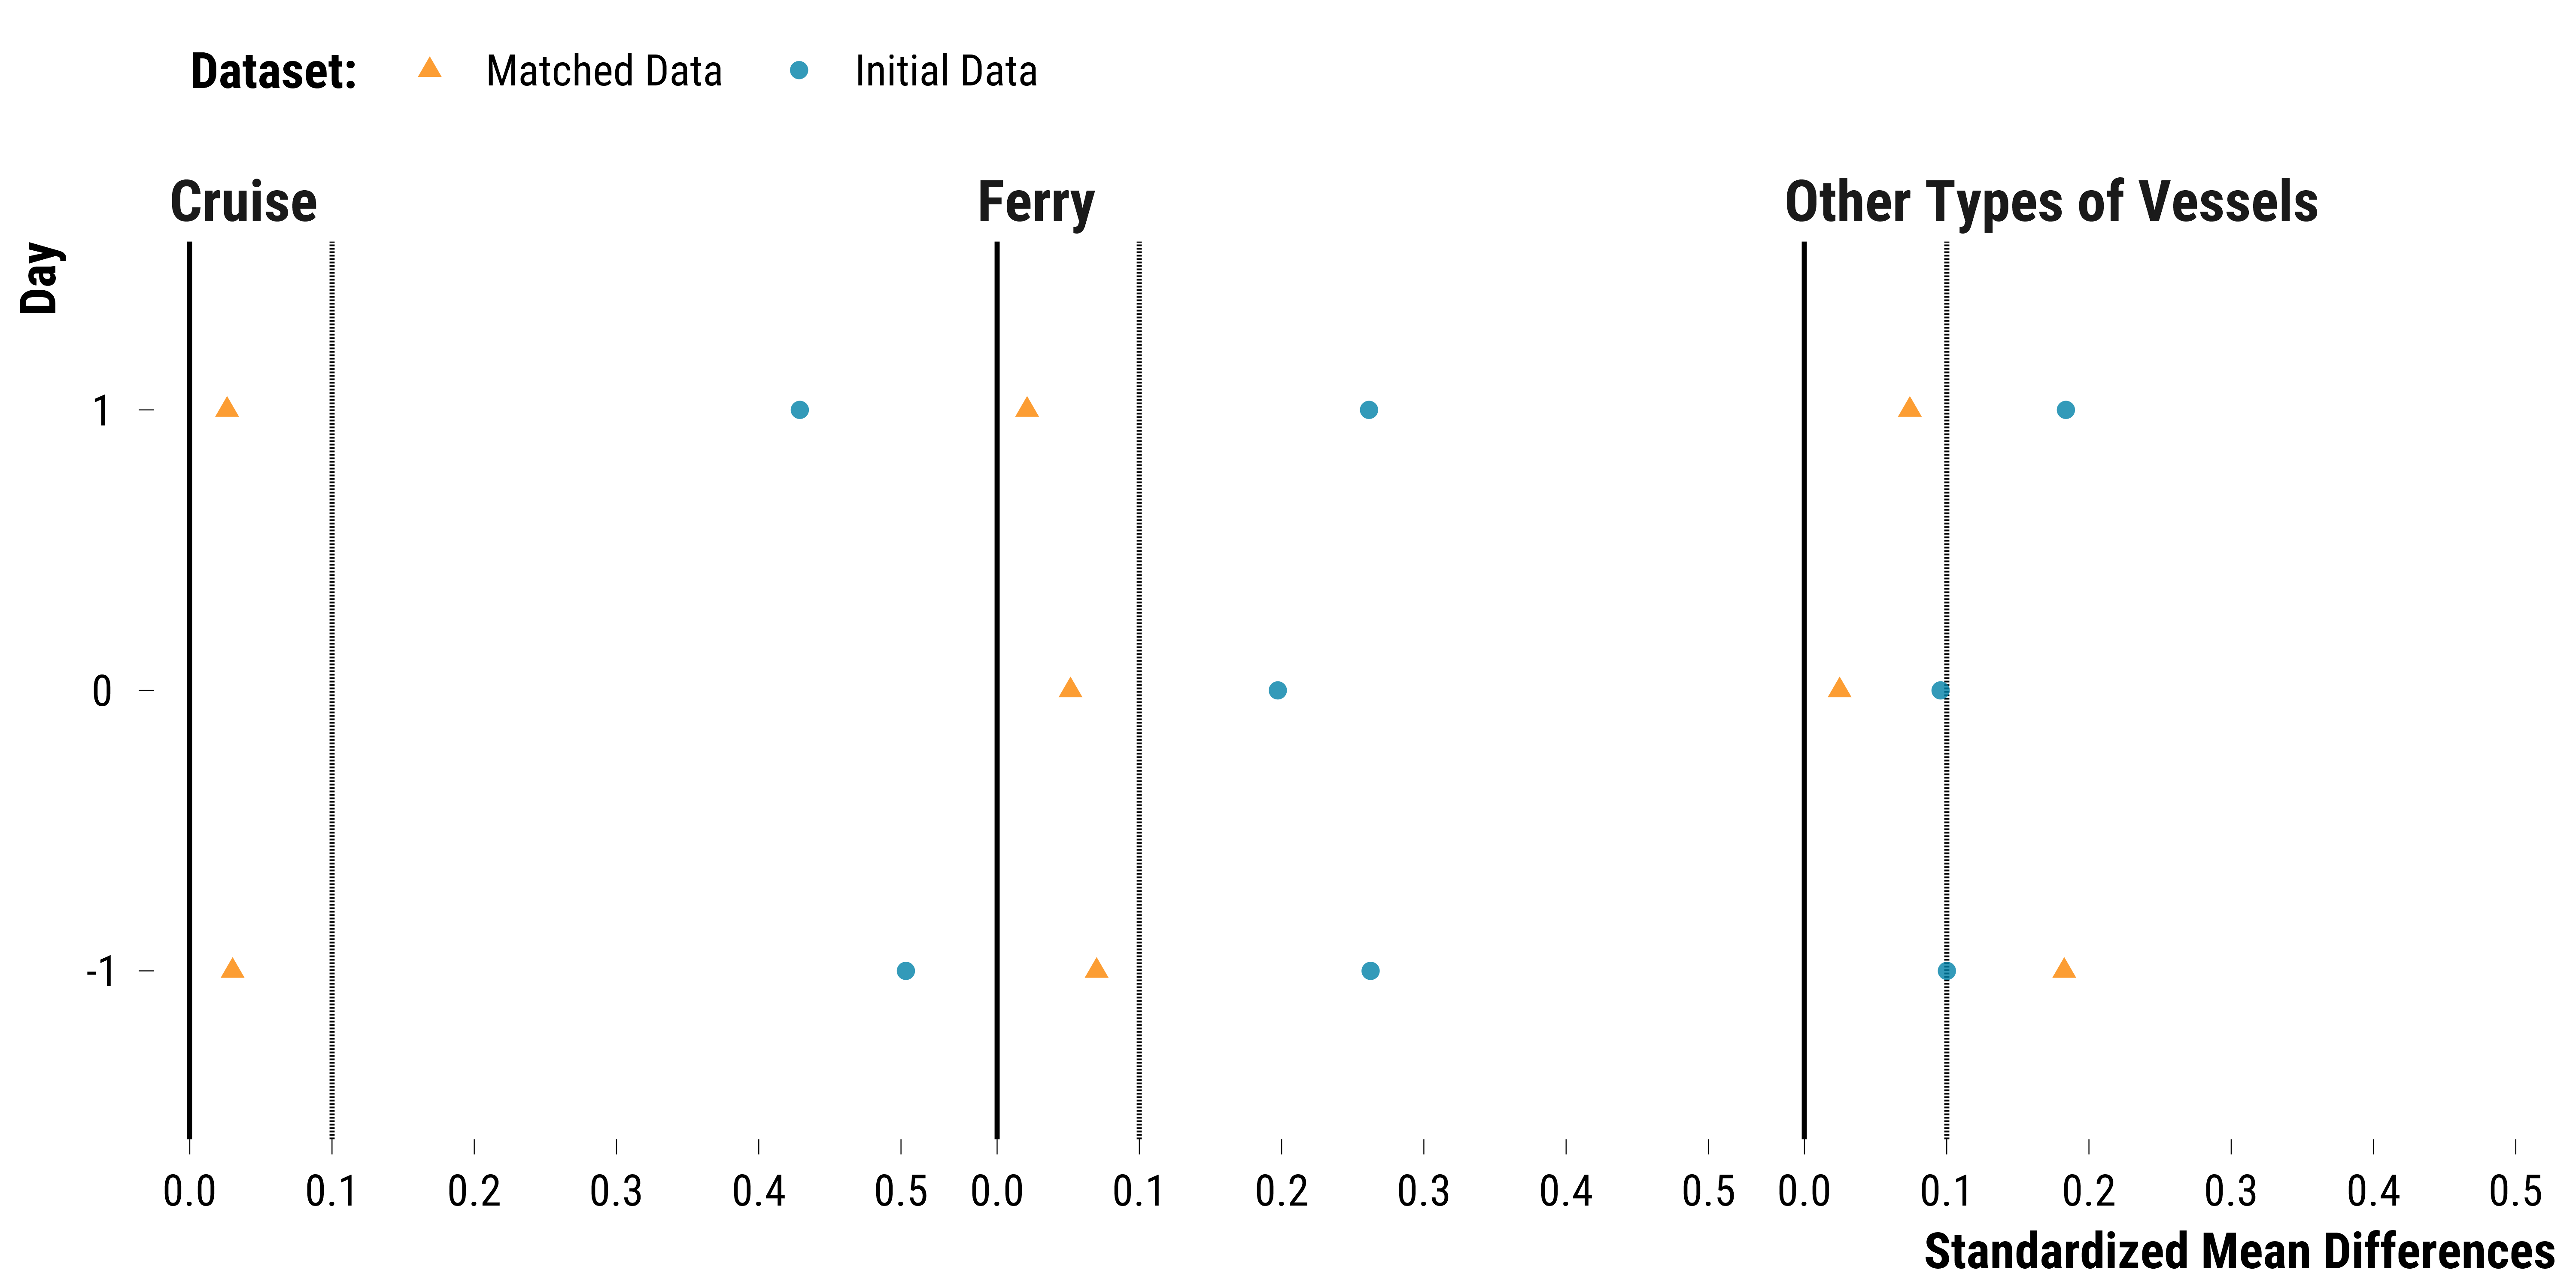 Dataset: Matched Data Initial Data
Cruise Ferry Other Types of Vessels
Day
1
0
-1
0.0 0.1 0.2 0.3 0.4 0.5 0.0 0.1 0.2 0.3 0.4 0.5 0.0 0.1 0.2 0.3 0.4 0.5
Standardized Mean Differences